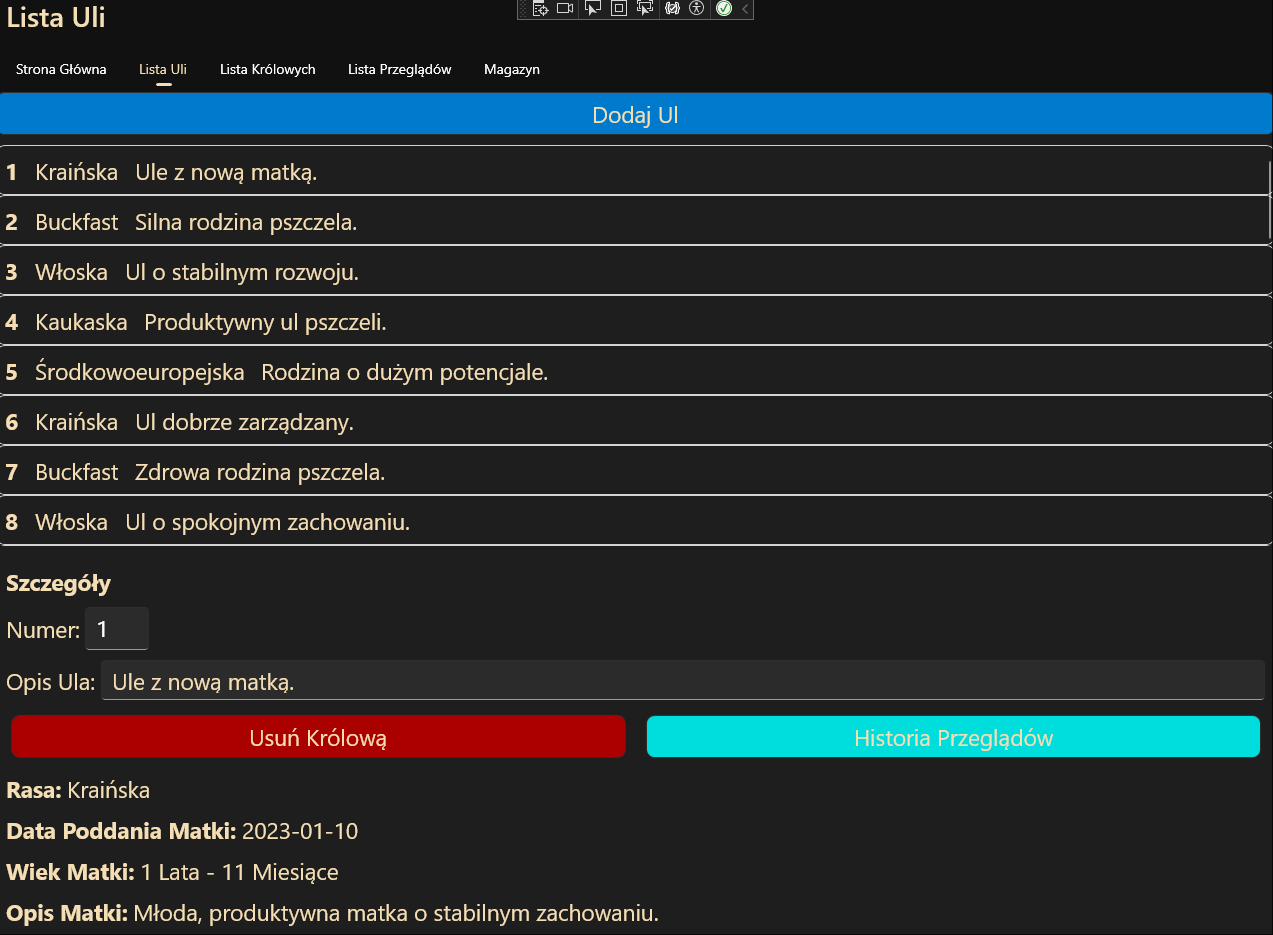 Lista Uli
Strona Główna Lista Uli Lista Królowych Lista Przeglądów Magazyn
Dodaj Ul
1 Kraińska Ule z nową matką.
2 Buckfast Silna rodzina pszczela.
3 Włoska Ul o stabilnym rozwoju.
4 Kaukaska Produktywny ul pszczeli.
5 Środkowoeuropejska Rodzina o dużym potencjale.
6 Kraińska Ul dobrze zarządzany.
7 Buckfast Zdrowa rodzina pszczela.
8 Włoska Ul o spokojnym zachowaniu.
Szczegóły
Numer: 1
Opis Ula: Ule z nową matką.
Usuń Królową Historia Przeglądów
Rasa: Kraińska
Data Poddania Matki: 2023-01-10
Wiek Matki: 1 Lata - 11 Miesiące
Opis Matki: Młoda, produktywna matka o stabilnym zachowaniu.